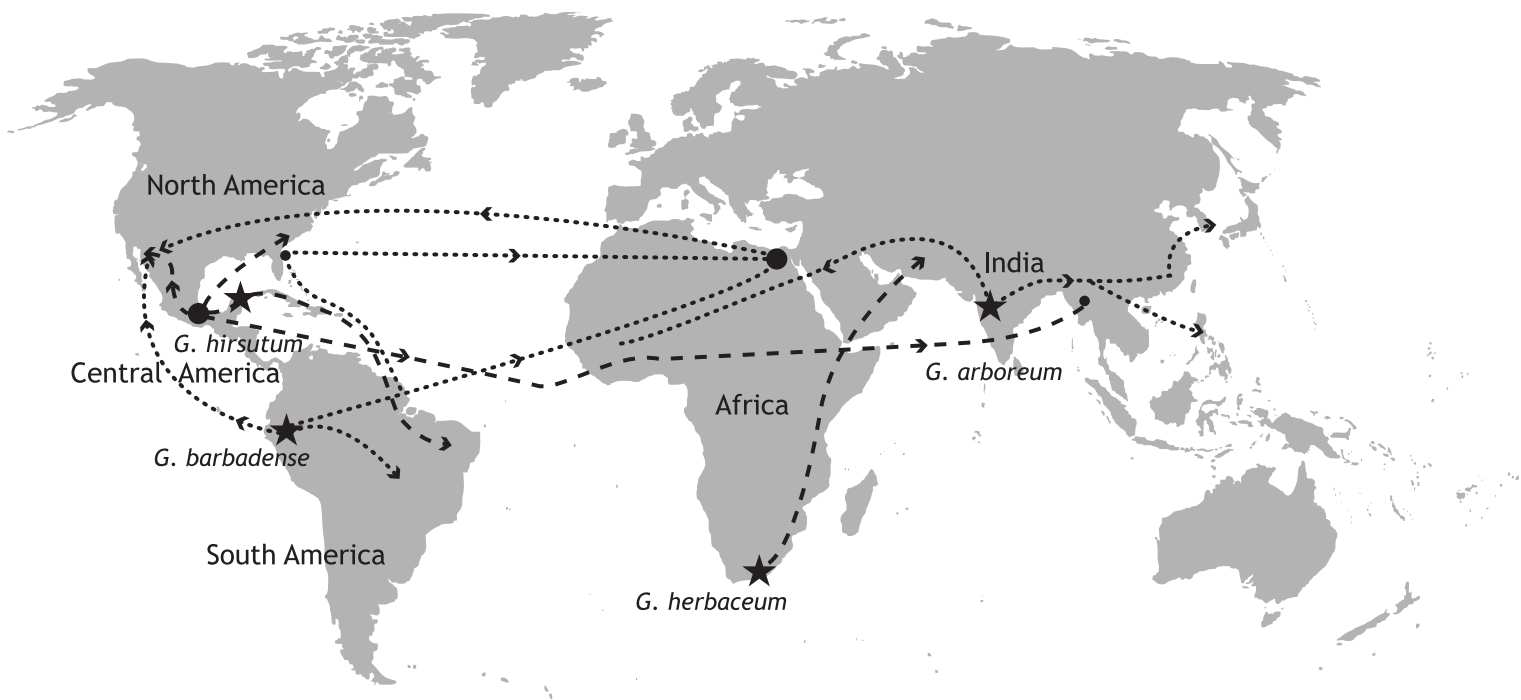 North America
India
G. hirsutum
Central America
G. arboreum
Africa
G. barbadense
South America
G. herbaceum